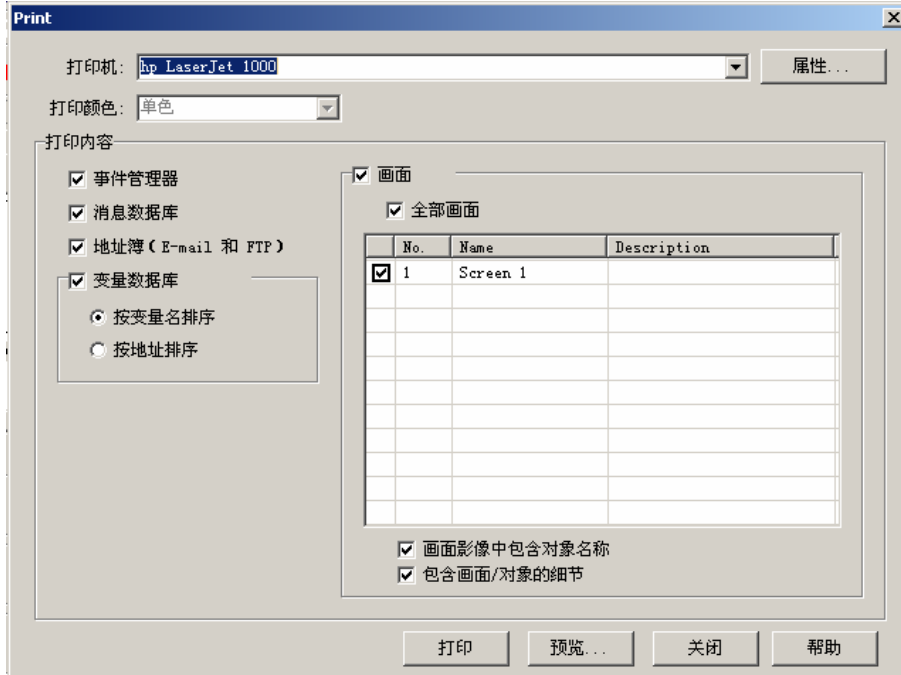 Print
打印机: hp LaserJet 1000 属性...
打印颜色: 单色
打印内容
事件管理器
消息数据库
地址簿(E-mail 和 FTP)
变量数据库
按变量名排序
按地址排序
画面
全部画面
No. Name Description
1 Screen 1
画面影像中包含对象名称
包含画面/对象的细节
打印 预览... 关闭 帮助